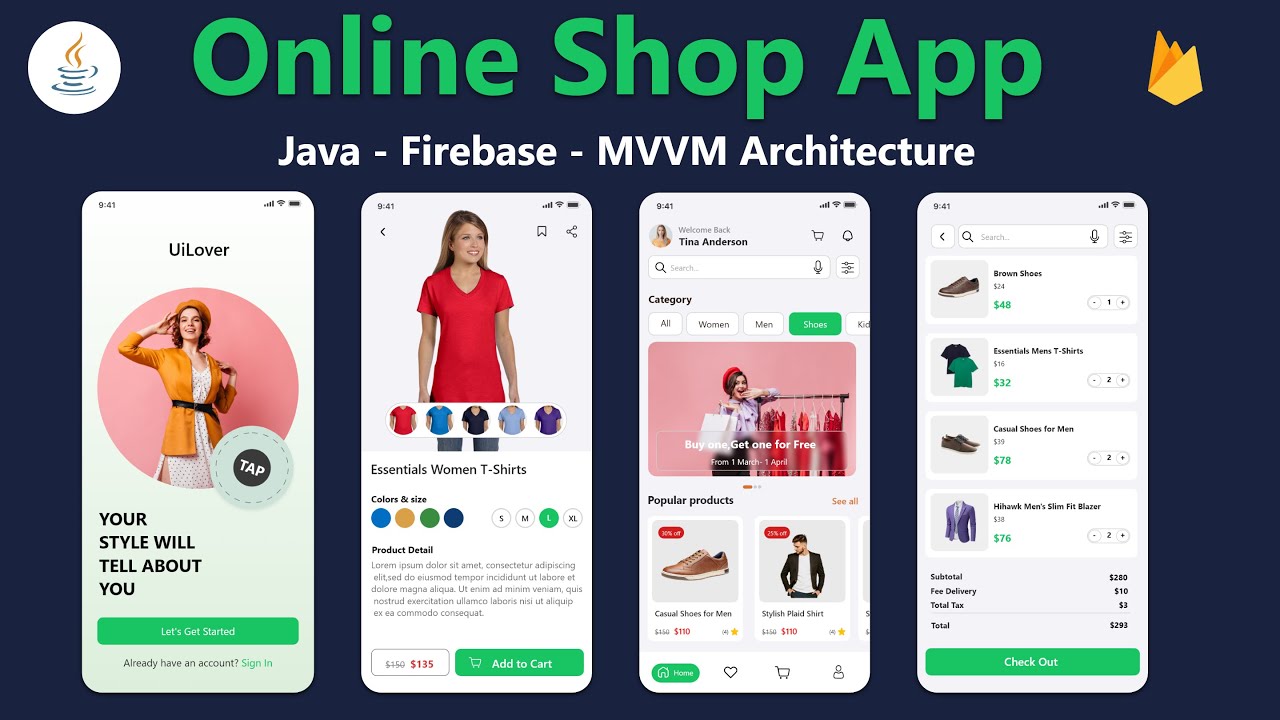 Online Shop App
Java - Firebase - MVVM Architecture
9:41
UiLover
TAP
YOUR
STYLE WILL
TELL ABOUT
YOU
Let's Get Started
Already have an account? Sign In
9:41
Essentials Women T-Shirts
Colors & size
S M L XL
Product Detail
Lorem ipsum dolor sit amet, consectetur adipiscing
elit,sed do eiusmod tempor incididunt ut labore et
dolore magna aliqua. Ut enim ad minim veniam, quis
nostrud exercitation ullamco laboris nisi ut aliquip
ex ea commodo consequat.
$150 $135
Add to Cart
9:41
Welcome Back
Tina Anderson
Search...
Category
All Women Men Shoes Kid
Buy one,Get one for Free
From 1 March- 1 April
Popular products See all
30% off
Casual Shoes for Men
$150 $110 (4)
25% off
Stylish Plaid Shirt
$150 $110 (4)
Home
9:41
Search...
Brown Shoes
$24
$48 - 1 +
Essentials Mens T-Shirts
$16
$32 - 2 +
Casual Shoes for Men
$39
$78 - 2 +
Hihawk Men's Slim Fit Blazer
$38
$76 - 2 +
Subtotal $280
Fee Delivery $10
Total Tax $3
Total $293
Check Out